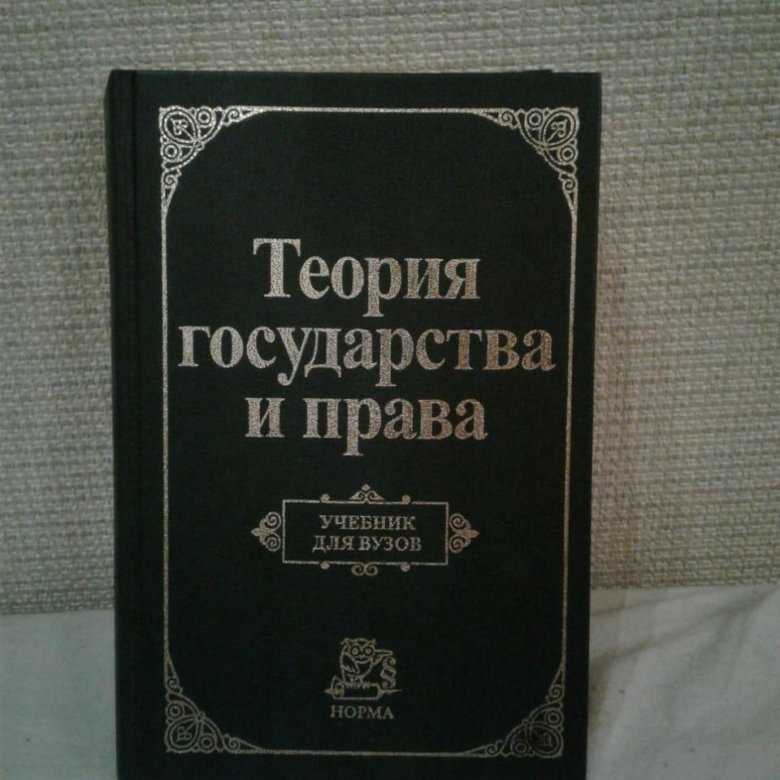 Теория
государства
и права
УЧЕБНИК
ДЛЯ ВУЗОВ
НОРМА